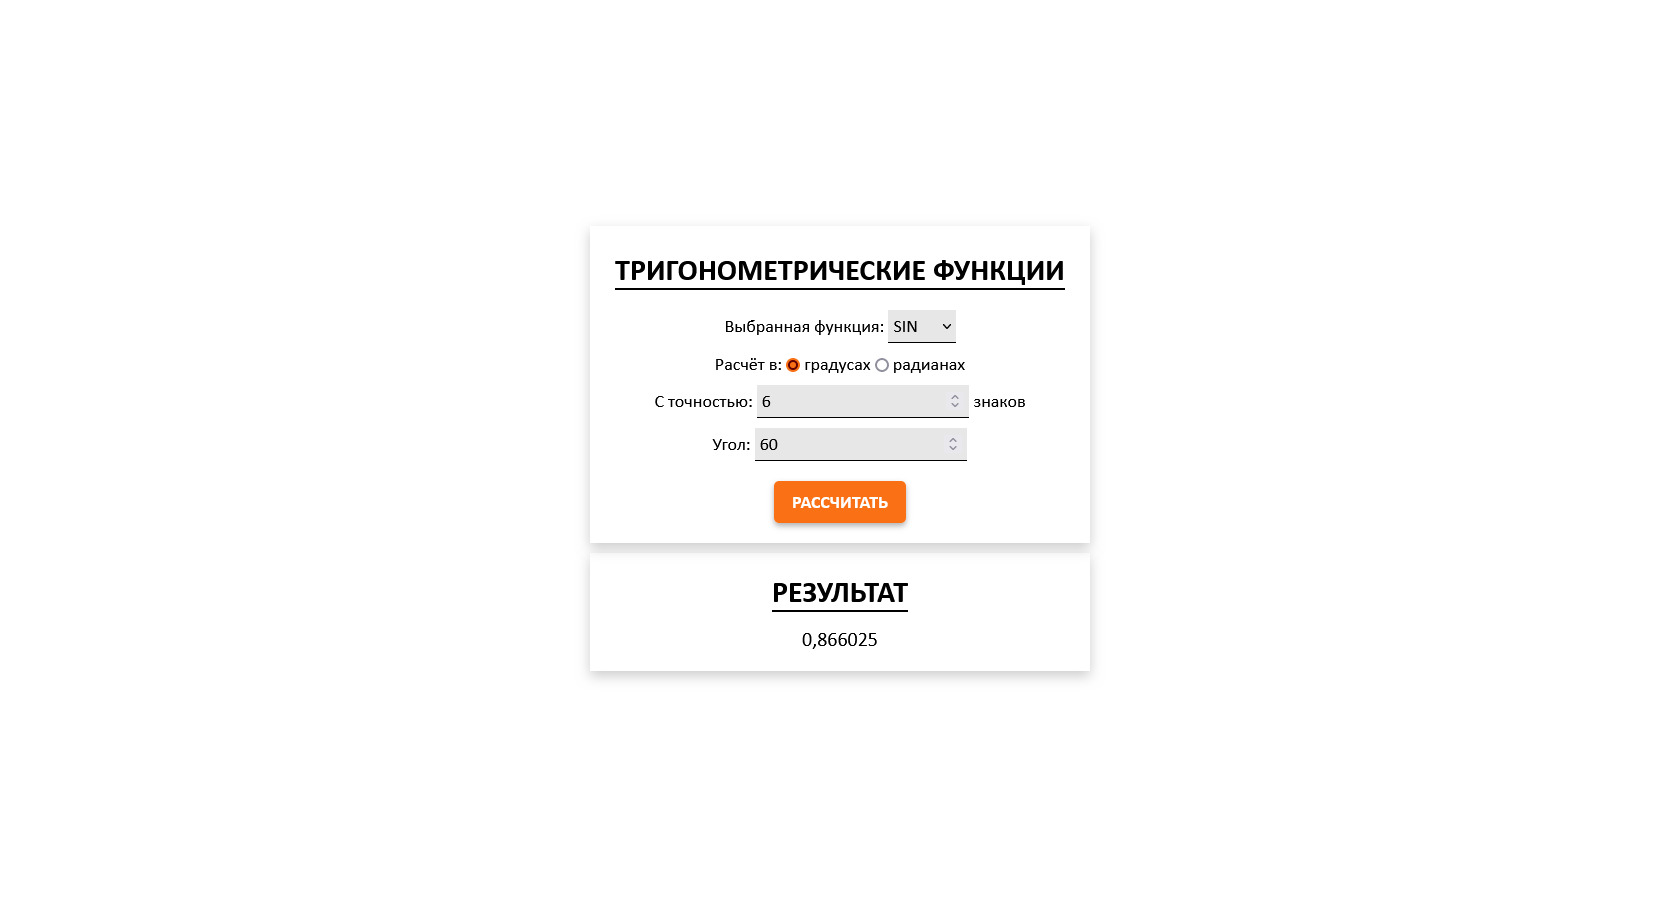 ТРИГОНОМЕТРИЧЕСКИЕ ФУНКЦИИ
Выбранная функция: SIN
Расчёт в: градусах радианах
С точностью: 6 знаков
Угол: 60
РАССЧИТАТЬ
РЕЗУЛЬТАТ
0,866025